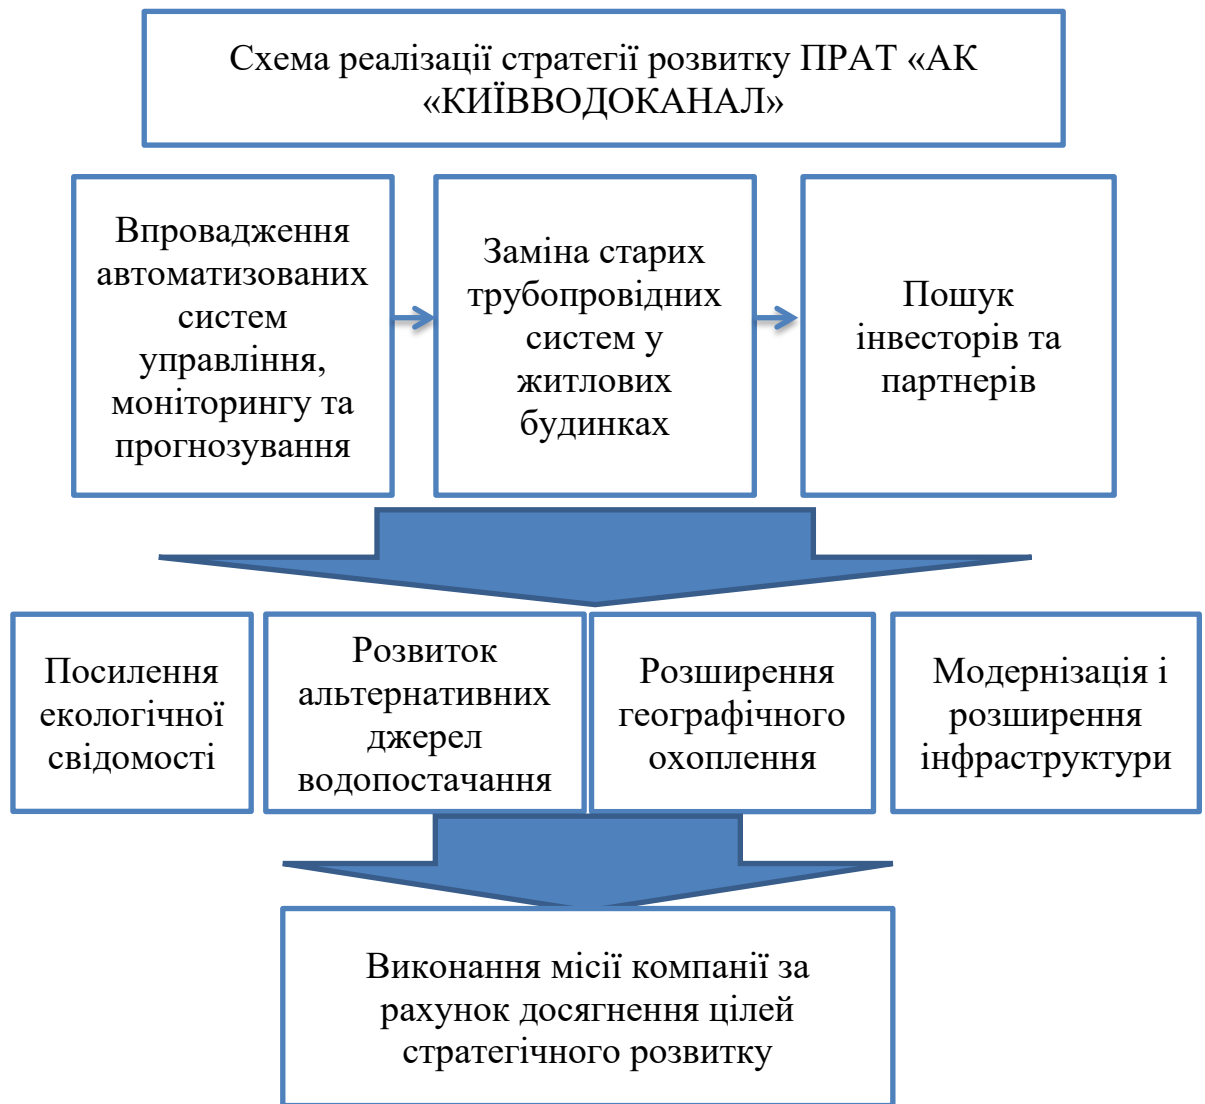 Схема реалізації стратегії розвитку ПРАТ «АК
«КИЇВВОДОКАНАЛ»
Впровадження
автоматизованих
систем
управління,
моніторингу та
прогнозування
Заміна старих
трубопровідних
систем у
житлових
будинках
Пошук
інвесторів та
партнерів
Посилення
екологічної
свідомості
Розвиток
альтернативних
джерел
водопостачання
Розширення
географічного
охоплення
Модернізація і
розширення
інфраструктури
Виконання місії компанії за
рахунок досягнення цілей
стратегічного розвитку